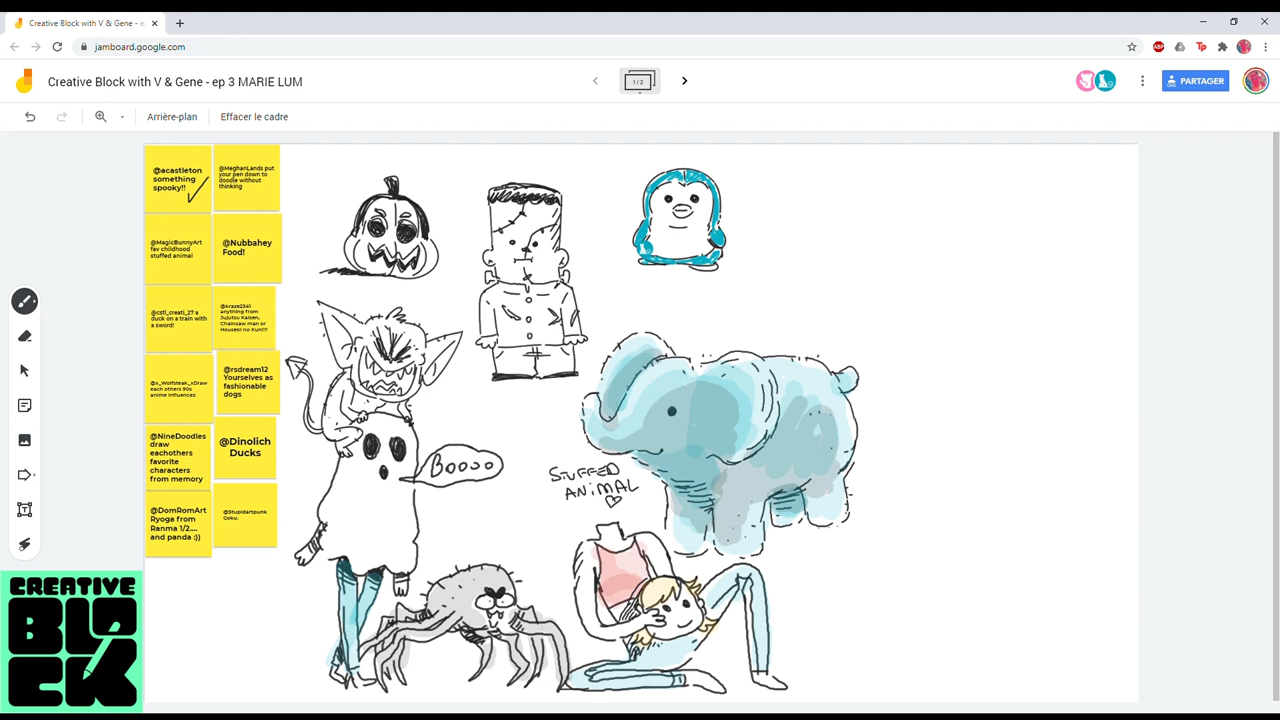 Creative Block with V & Gene - e
jamboard.google.com
ABP
Tp
Creative Block with V & Gene - ep 3 MARIE LUM
1 / 2
PARTAGER
Arrière-plan
Effacer le cadre
@acastleton
something
spooky!!
@MeghanLands put
your pen down to
doodle without
thinking
@MagicBunnyArt
fav childhood
stuffed animal
@Nubbahey
Food!
@csti_creati_27 a
duck on a train with
a sword!
@kraze2341
anything from
Jujutsu Kaisen,
Chainsaw man or
Houseki no Kuni!!!
@x_Wolfsteak_xDraw
each others 90s
anime influences
@rsdream12
Yourselves as
fashionable
dogs
@NineDoodles
draw
eachothers
favorite
characters
from memory
@Dinolich
Ducks
@DomRomArt
Ryoga from
Ranma 1/2....
and panda :))
@Stupidartpunk
Goku.
Boooo
STUFFED
ANIMAL
CREATIVE
BLOCK